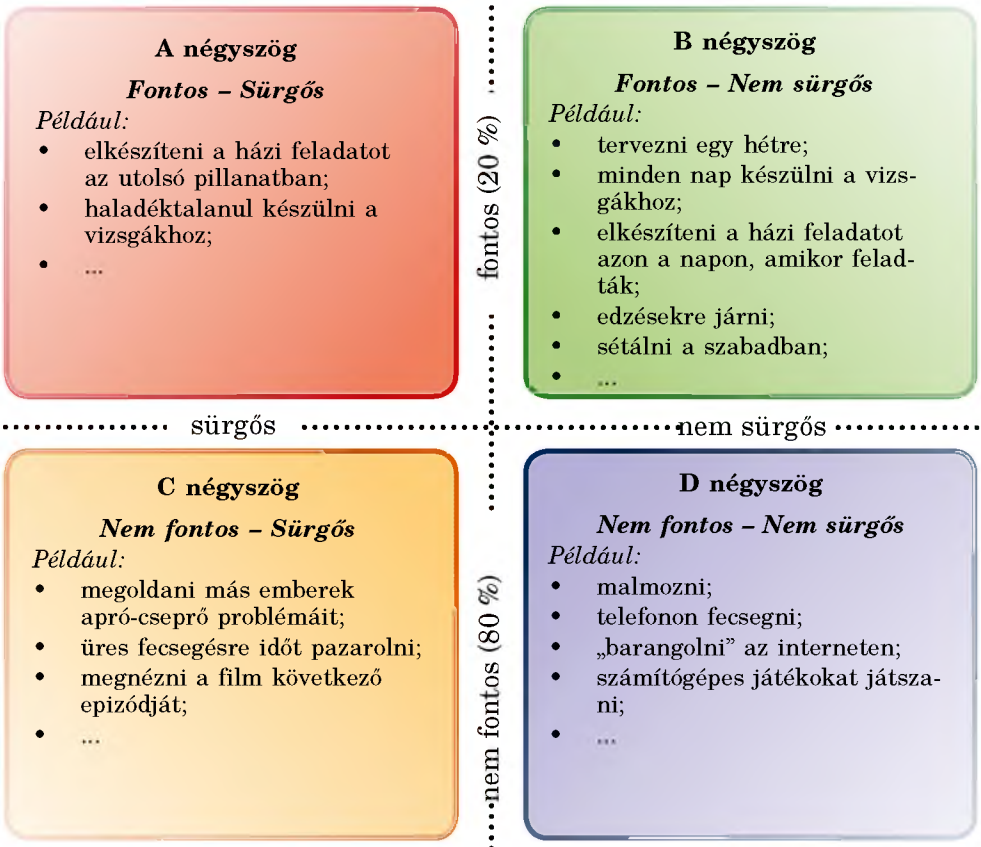 A négyszög
Fontos – Sürgős
Például:
• elkészíteni a házi feladatot
az utolsó pillanatban;
• haladéktalanul készülni a
vizsgákhoz;
• ...
fontos (20 %)
B négyszög
Fontos – Nem sürgős
Például:
• tervezni egy hétre;
• minden nap készülni a vizs-
gákhoz;
• elkészíteni a házi feladatot
azon a napon, amikor felad-
ták;
• edzésekre járni;
• sétálni a szabadban;
• ...
sürgős
nem sürgős
C négyszög
Nem fontos – Sürgős
Például:
• megoldani más emberek
apró-cseprő problémáit;
• üres fecsegésre időt pazarolni;
• megnézni a film következő
epizódját;
• ...
nem fontos (80 %)
D négyszög
Nem fontos – Nem sürgős
Például:
• malmozni;
• telefonon fecsegni;
• „barangolni” az interneten;
• számítógépes játékokat játsza-
ni;
• ...